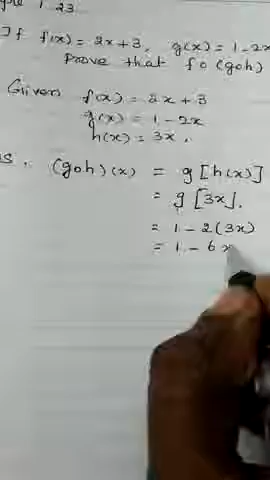 1.23
If f(x) = 2x+3, g(x) = 1-2x
Prove that fo(goh)
Given f(x) = 2x+3
g(x) = 1-2x
h(x) = 3x.
(goh)(x) = g[h(x)]
= g[3x].
= 1-2(3x)
= 1-6x